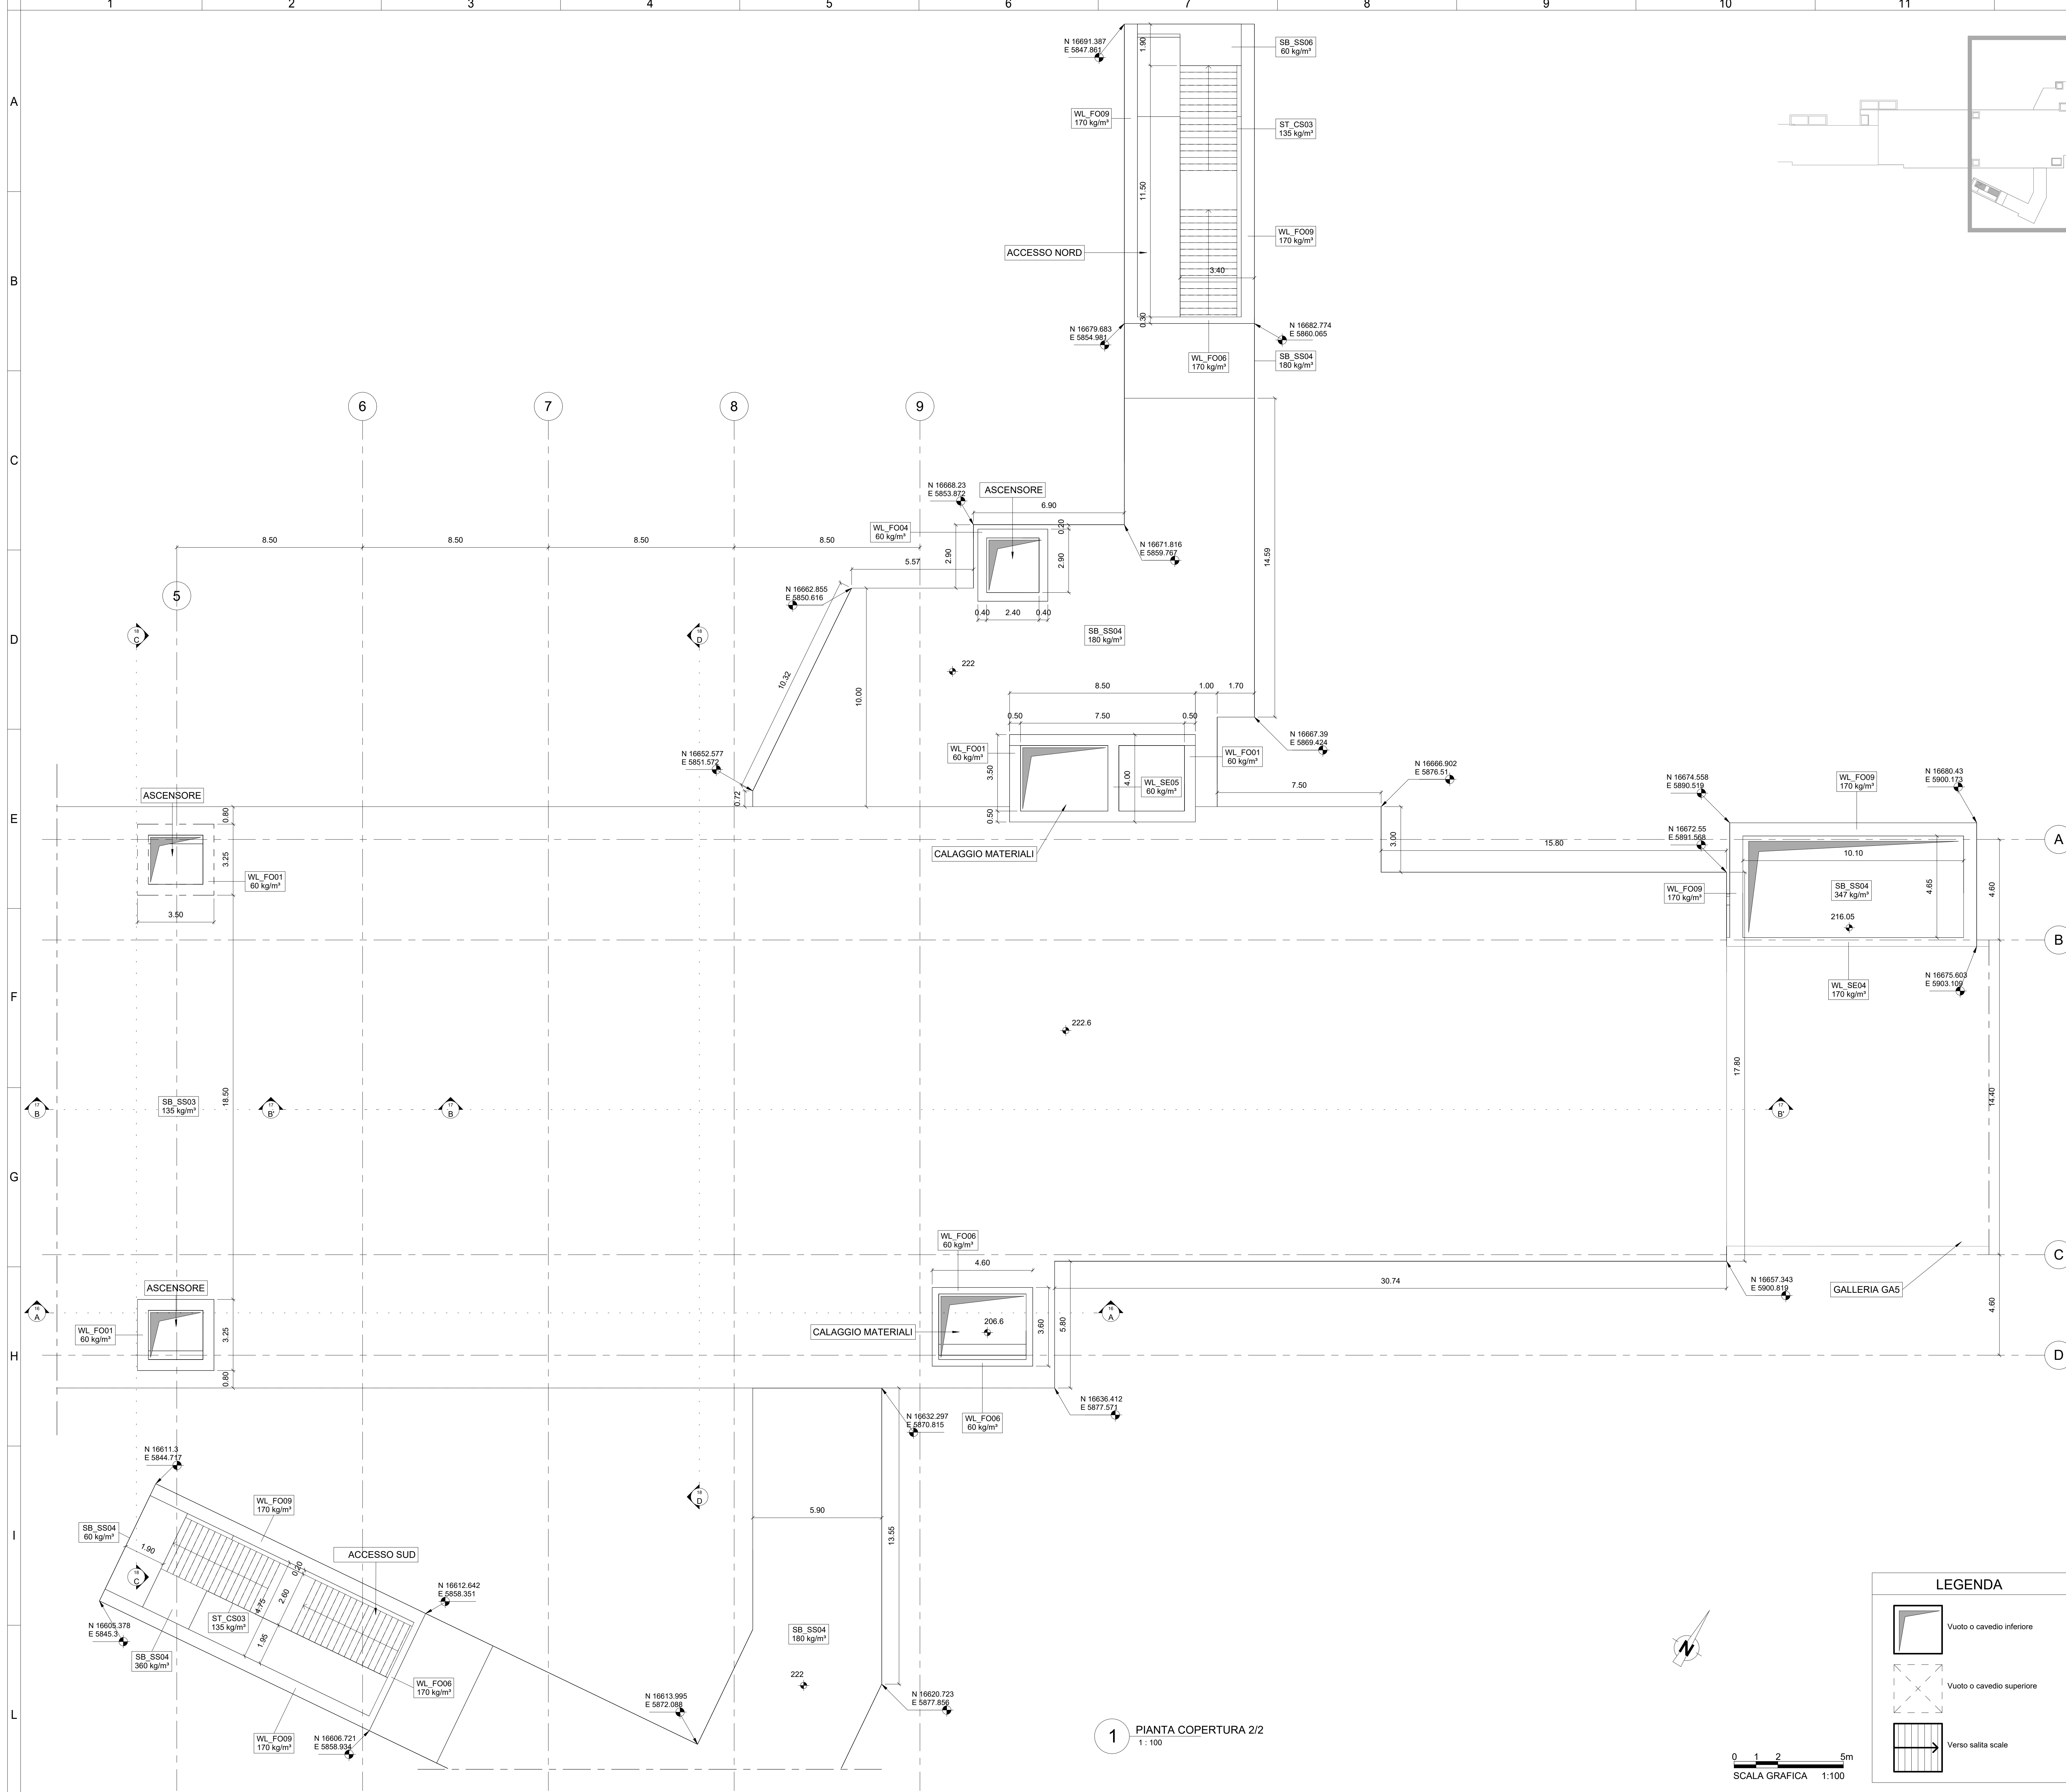 1 2 3 4 5 6 7 8 9 10 11
A
B
C
D
E
F
G
H
I
L
N 16691.387
E 5847.861
1.90
SB_SS06
60 kg/m³
WL_FO09
170 kg/m³
ST_CS03
135 kg/m³
11.50
WL_FO09
170 kg/m³
ACCESSO NORD
3.40
0.30
N 16679.683
E 5854.981
N 16682.774
E 5860.065
WL_FO06
170 kg/m³
SB_SS04
180 kg/m³
6
7
8
9
N 16668.23
E 5853.872
ASCENSORE
6.90
WL_FO04
60 kg/m³
0.20
8.50
8.50
8.50
8.50
N 16671.816
E 5859.767
2.90
2.90
14.59
5.57
5
N 16662.855
E 5850.616
0.40
2.40
0.40
18
C
18
D
SB_SS04
180 kg/m³
222
10.32
10.00
8.50
1.00
1.70
0.50
7.50
0.50
N 16667.39
E 5869.424
N 16652.577
E 5851.572
WL_FO01
60 kg/m³
WL_FO01
60 kg/m³
3.50
4.00
WL_SE05
60 kg/m³
N 16666.902
E 5876.51
N 16674.558
E 5890.519
WL_FO09
170 kg/m³
N 16680.43
E 5900.173
7.50
0.72
0.50
ASCENSORE
0.80
3.25
CALAGGIO MATERIALI
N 16672.55
E 5891.568
3.00
15.80
10.10
A
WL_FO01
60 kg/m³
WL_FO09
170 kg/m³
SB_SS04
347 kg/m³
4.65
4.60
3.50
216.05
B
WL_SE04
170 kg/m³
N 16675.603
E 5903.109
222.6
17.80
18.50
14.40
SB_SS03
135 kg/m³
17
B
17
B'
17
B
17
B'
WL_FO06
60 kg/m³
C
4.60
ASCENSORE
30.74
N 16657.343
E 5900.819
GALLERIA GA5
16
A
16
A
WL_FO01
60 kg/m³
3.25
CALAGGIO MATERIALI
206.6
3.60
5.80
4.60
D
0.80
N 16636.412
E 5877.571
N 16632.297
E 5870.815
WL_FO06
60 kg/m³
N 16611.3
E 5844.717
18
D
WL_FO09
170 kg/m³
5.90
13.55
SB_SS04
60 kg/m³
1.90
ACCESSO SUD
0.20
18
C
4.75
2.60
N 16612.642
E 5858.351
ST_CS03
135 kg/m³
N 16605.378
E 5845.3
1.95
SB_SS04
360 kg/m³
SB_SS04
180 kg/m³
222
WL_FO06
170 kg/m³
N 16613.995
E 5872.088
N 16620.723
E 5877.856
WL_FO09
170 kg/m³
N 16606.721
E 5858.934
1
PIANTA COPERTURA 2/2
1 : 100
N
0 1 2 5m
SCALA GRAFICA 1:100
LEGENDA
Vuoto o cavedio inferiore
Vuoto o cavedio superiore
Verso salita scale